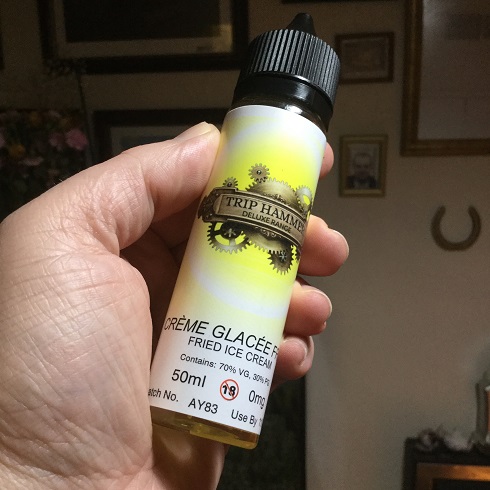 TRIP HAMMER
DELUXE RANGE
CRÈME GLACÉE
FRIED ICE CREAM
Contains: 70% VG, 30% PG
50ml 18 0mg
Batch No. AY83 Use By